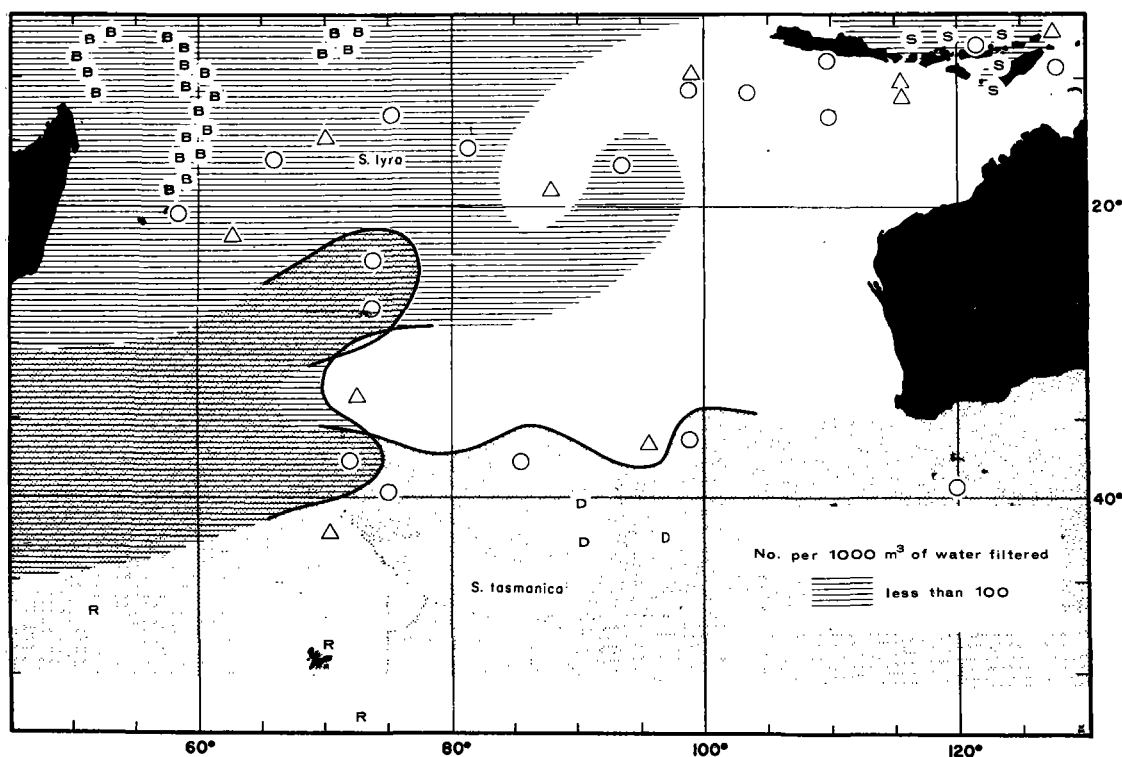 B B B B B
B B B B
B B
B B
B
B B
B
B B
B B
B
B
S S S
S
S
S. lyra
20°
40°
D
D D
No. per 1000 m³ of water filtered
less than 100
S. tasmanica
R
R
R
60° 80° 100° 120°